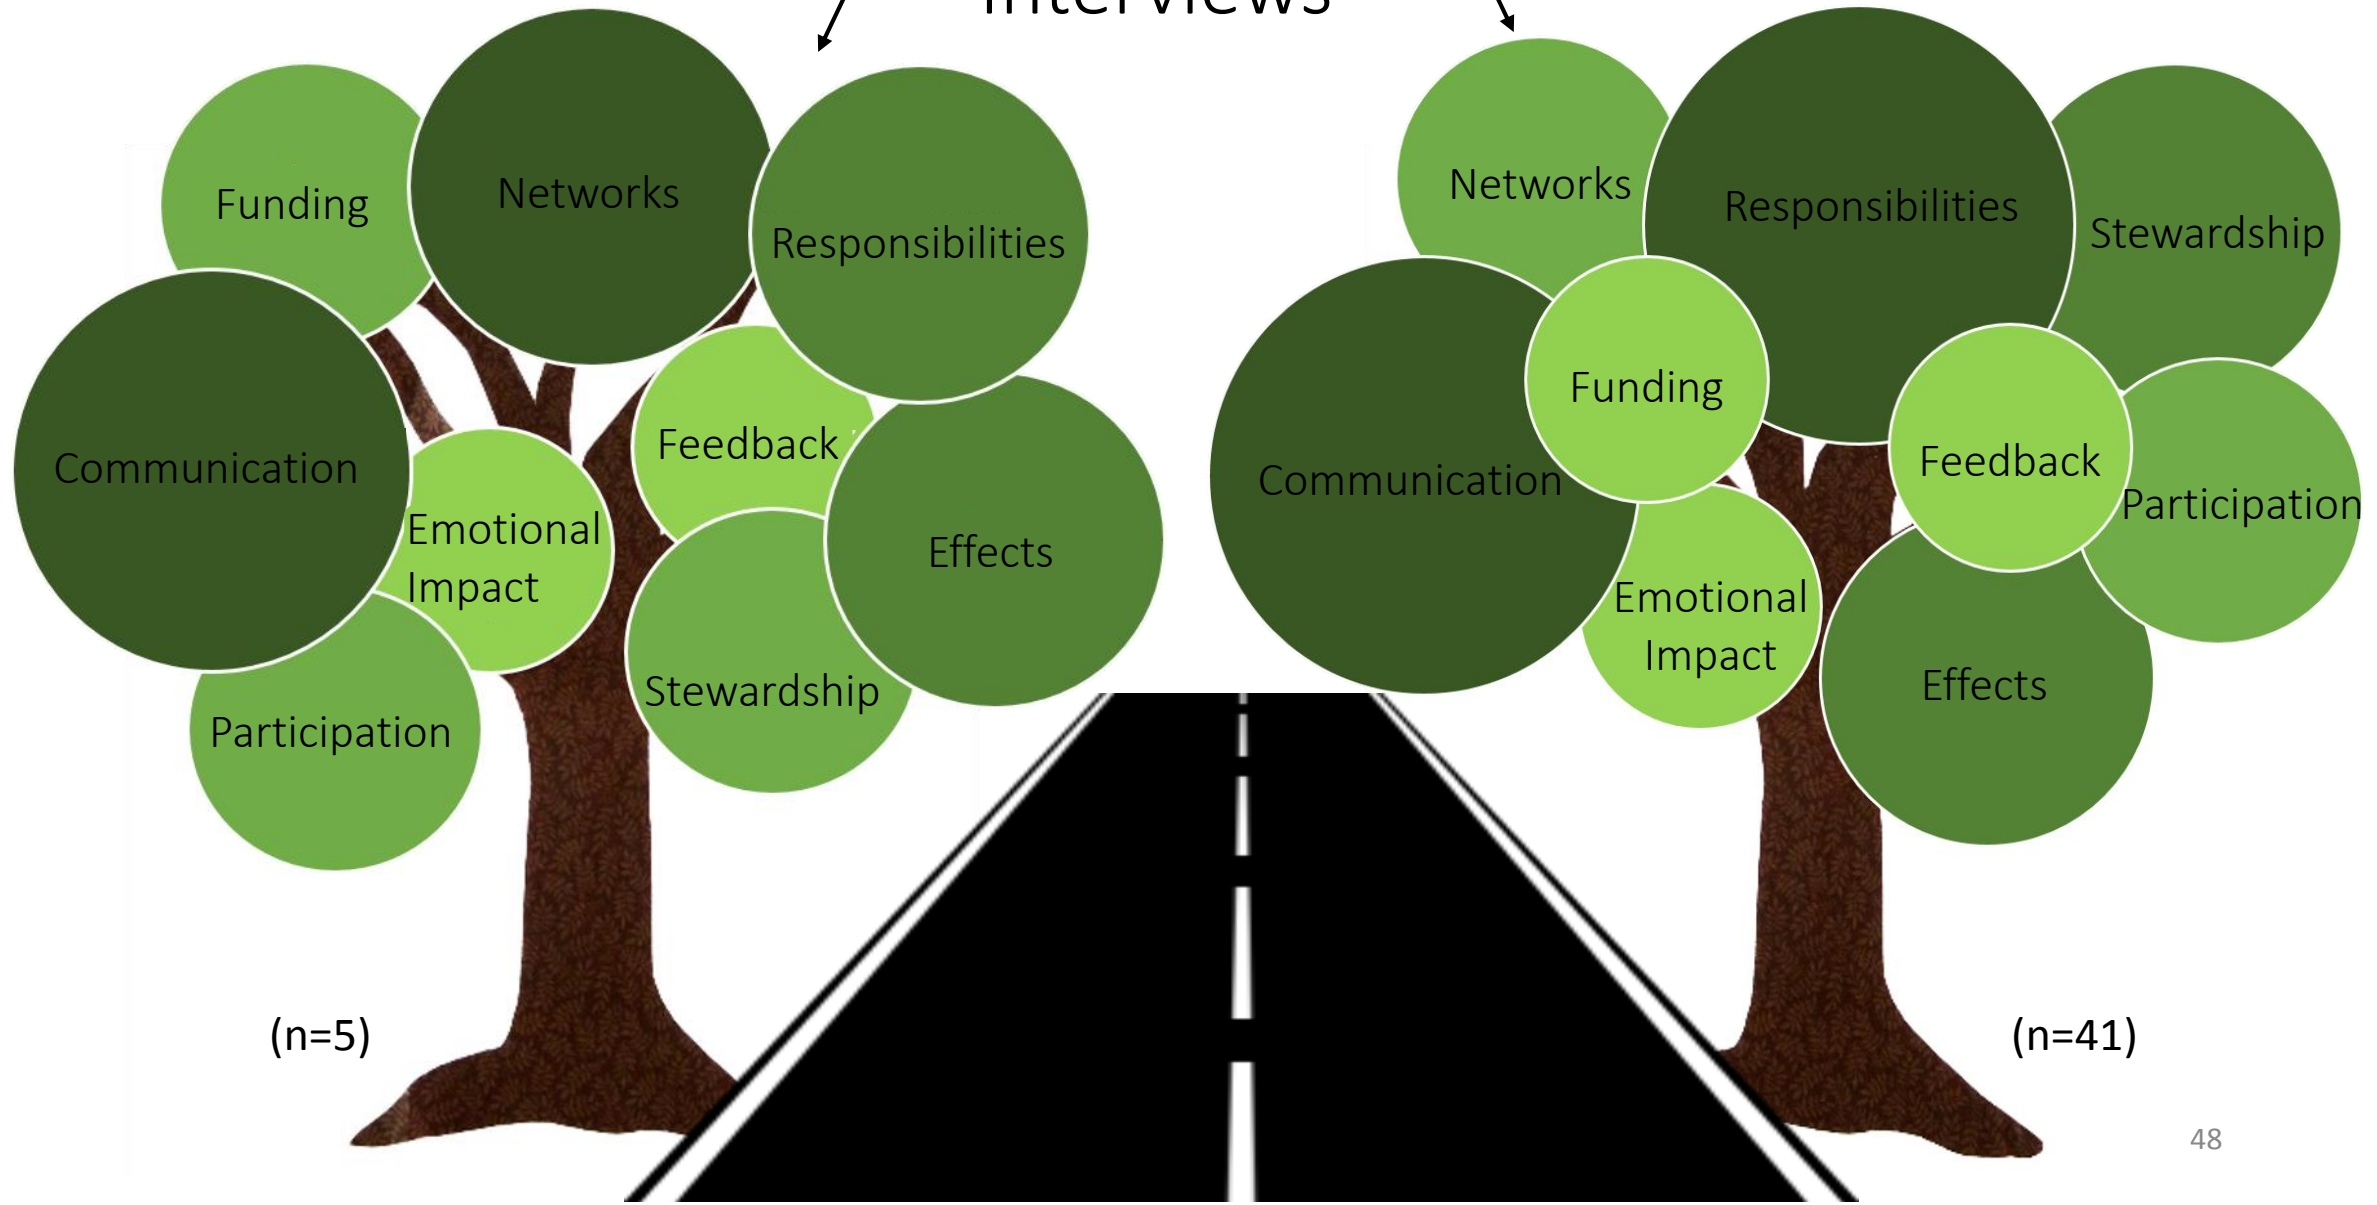 Interviews
Funding
Networks
Responsibilities
Communication
Feedback
Emotional
Impact
Effects
Stewardship
Participation
(n=5)
Networks
Responsibilities
Stewardship
Funding
Feedback
Communication
Participation
Emotional
Impact
Effects
(n=41)
48